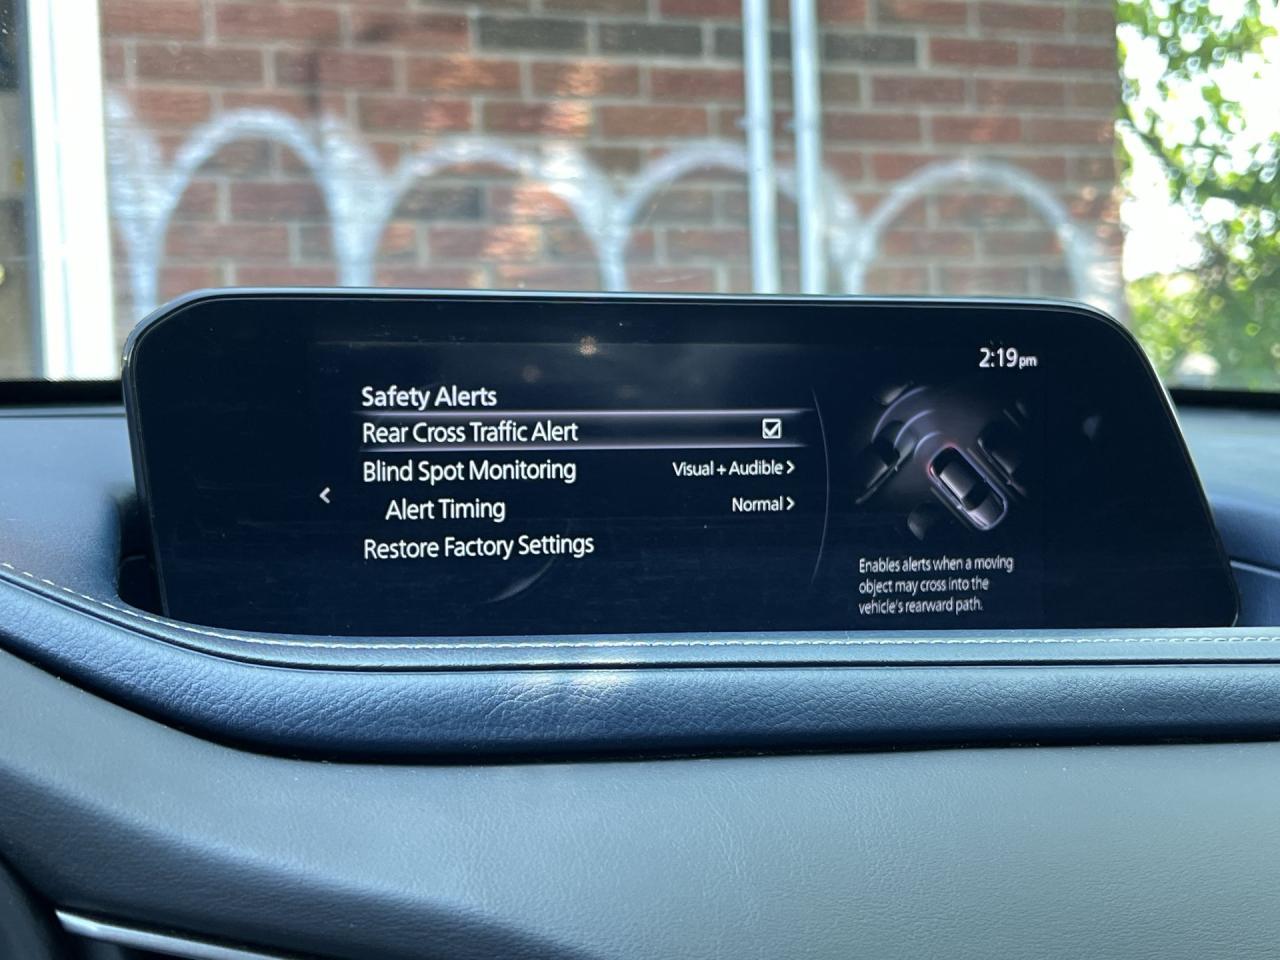 2:19pm
Safety Alerts
Rear Cross Traffic Alert
Blind Spot Monitoring Visual + Audible >
< Alert Timing Normal >
Restore Factory Settings
Enables alerts when a moving
object may cross into the
vehicle's rearward path.